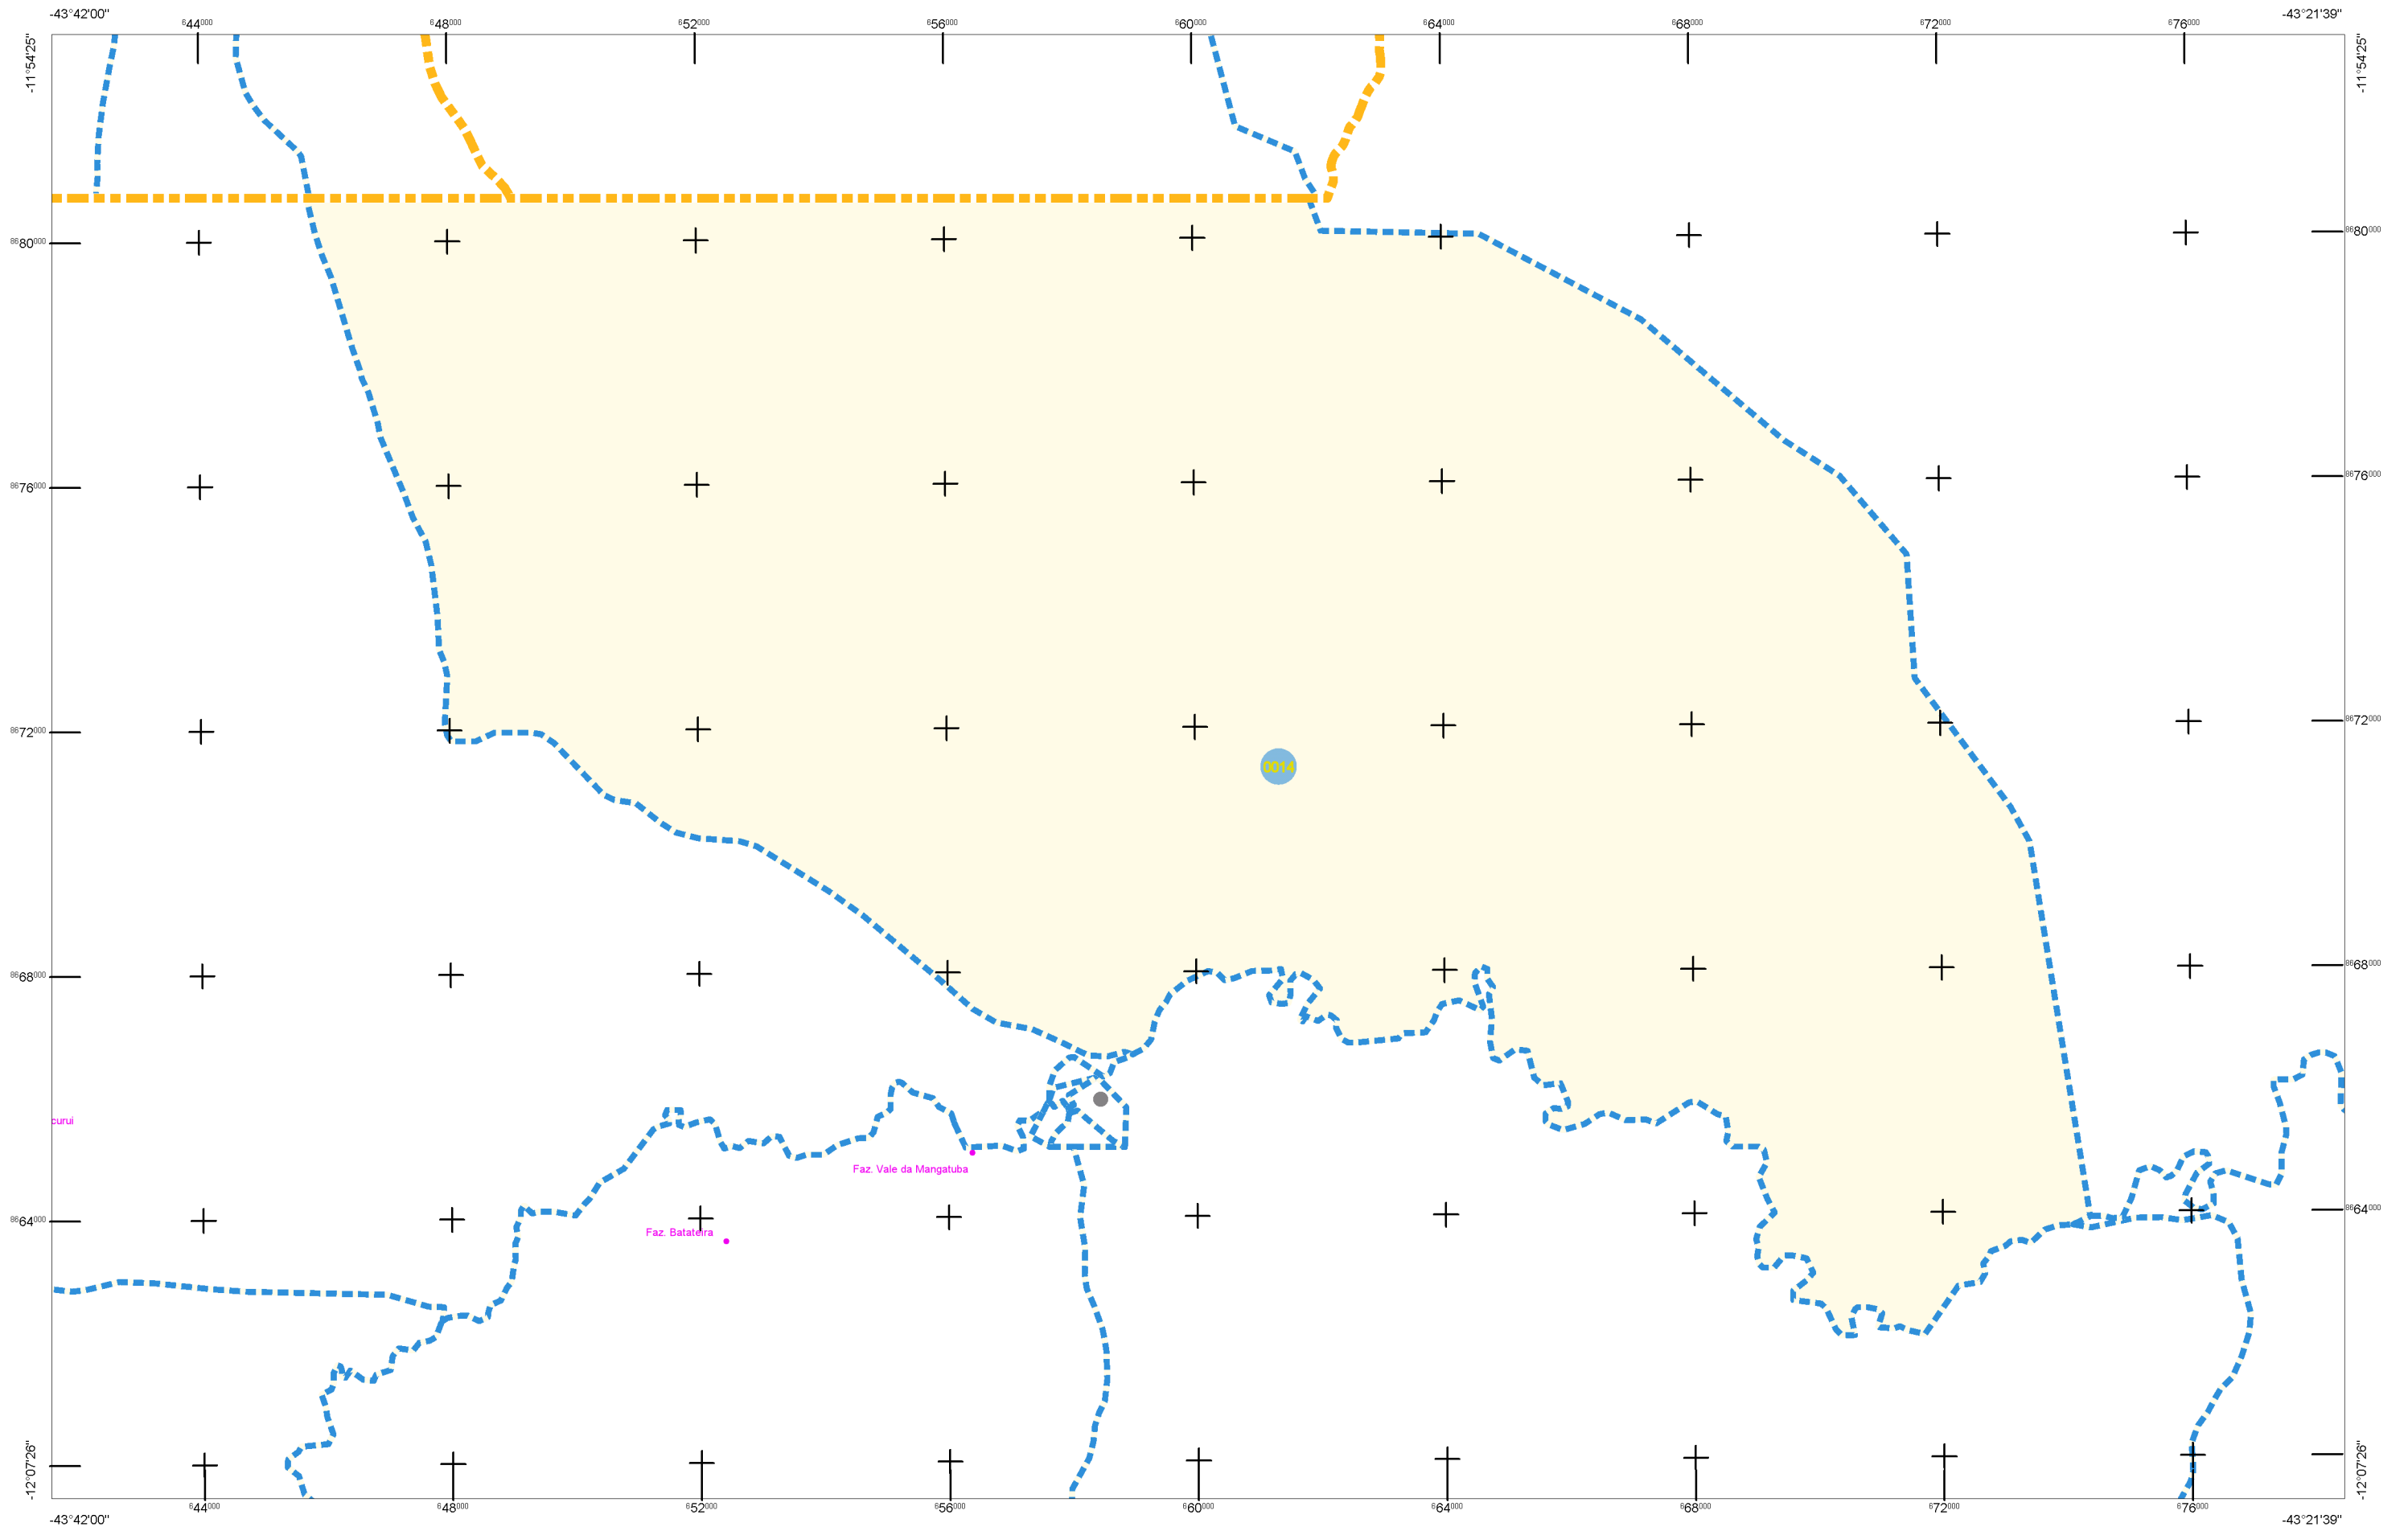 -43°42'00" -43°21'39"
644000 648000 652000 656000 660000 664000 668000 672000 676000
-11°54'25" -11°54'25"
8680000 8680000
8676000 8676000
8672000 8672000
0014
8668000 8668000
curui
Faz. Vale da Mangatuba
8664000 8664000
Faz. Batateira
-12°07'26" -12°07'26"
644000 648000 652000 656000 660000 664000 668000 672000 676000
-43°42'00" -43°21'39"